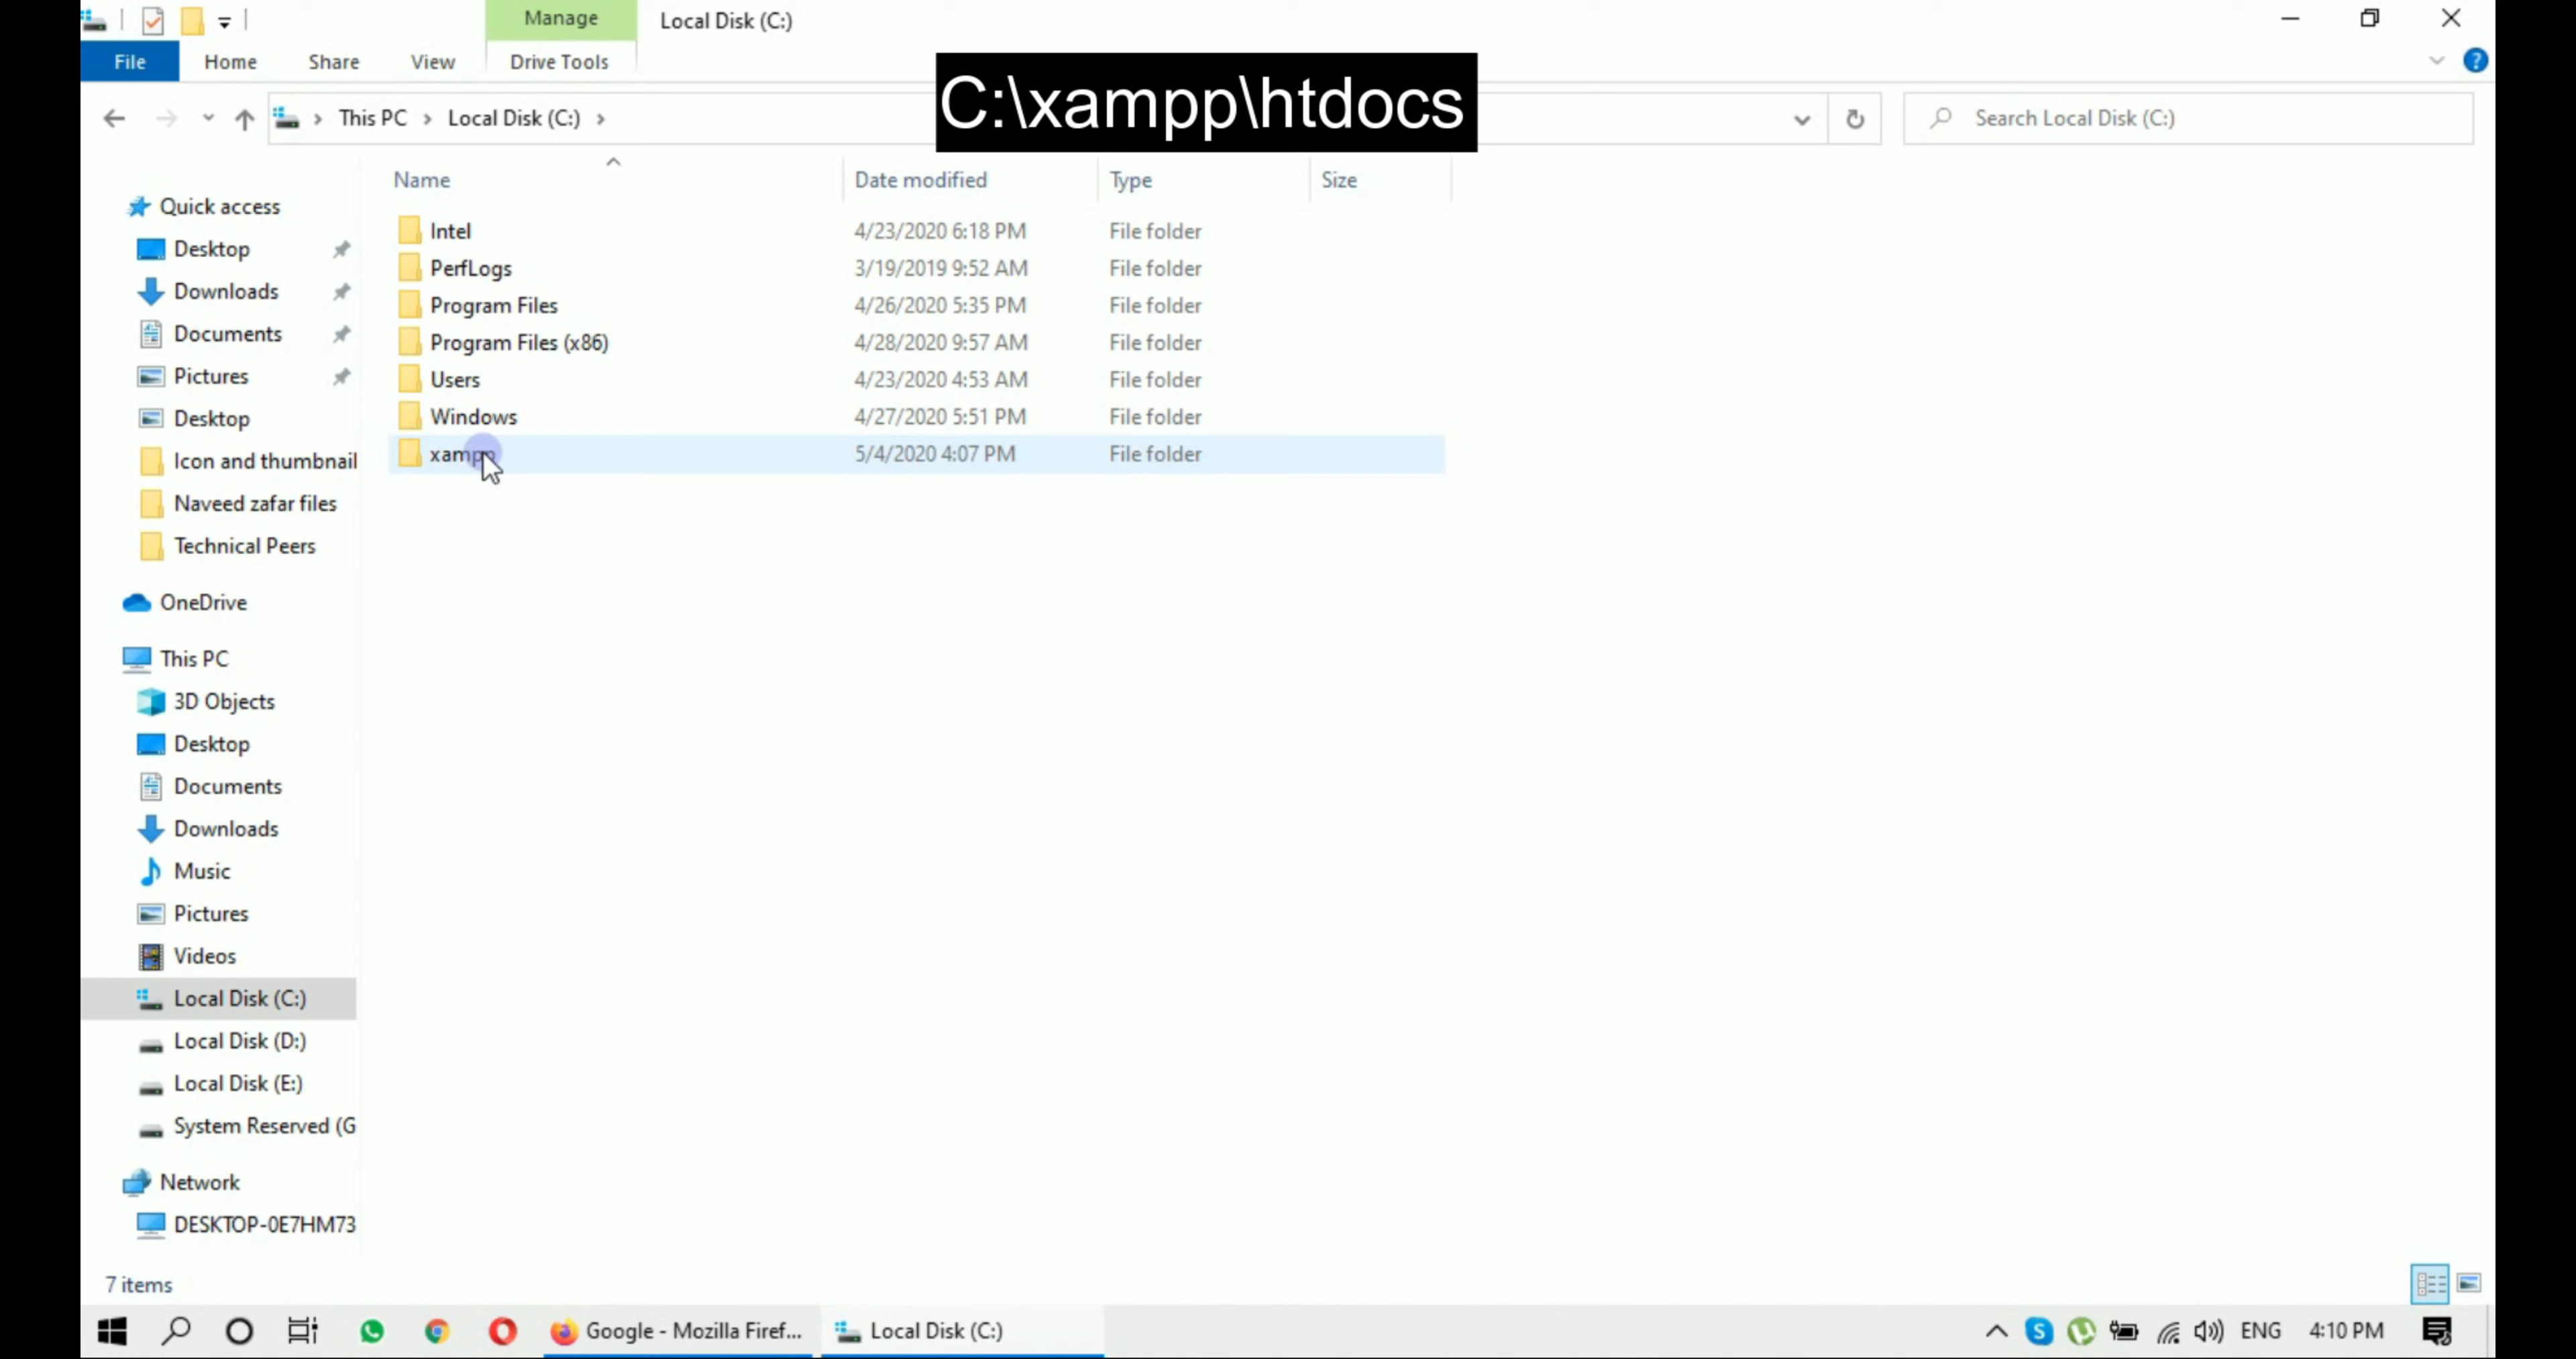 Manage
Local Disk (C:)
File
Home
Share
View
Drive Tools
C:\xampp\htdocs
This PC
Local Disk (C:)
Search Local Disk (C:)
Name
Date modified
Type
Size
Quick access
Desktop
Downloads
Documents
Pictures
Desktop
Icon and thumbnail
Naveed zafar files
Technical Peers
OneDrive
This PC
3D Objects
Desktop
Documents
Downloads
Music
Pictures
Videos
Local Disk (C:)
Local Disk (D:)
Local Disk (E:)
System Reserved (G
Network
DESKTOP-0E7HM73
Intel 4/23/2020 6:18 PM File folder
PerfLogs 3/19/2019 9:52 AM File folder
Program Files 4/26/2020 5:35 PM File folder
Program Files (x86) 4/28/2020 9:57 AM File folder
Users 4/23/2020 4:53 AM File folder
Windows 4/27/2020 5:51 PM File folder
xampp 5/4/2020 4:07 PM File folder
7 items
Google - Mozilla Firef...
Local Disk (C:)
ENG
4:10 PM